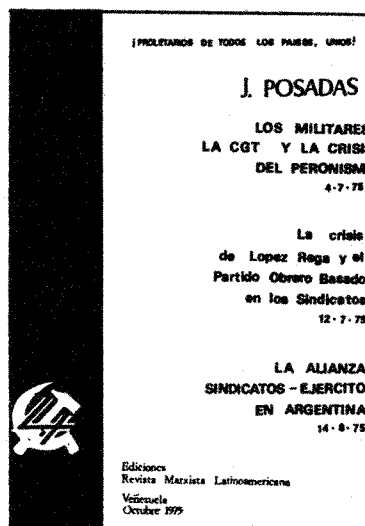 ¡PROLETARIOS DE TODOS LOS PAISES, UNIOS!
J. POSADAS
LOS MILITARES
LA CGT Y LA CRISI
DEL PERONISM
4-7-75
La crisis
de Lopez Rega y el
Partido Obrero Basado
en los Sindicatos
12-7-75
LA ALIANZA
SINDICATOS - EJERCITO
EN ARGENTINA
14-8-75
Ediciones
Revista Marxista Latinoamericana
Venezuela
Octubre 1975